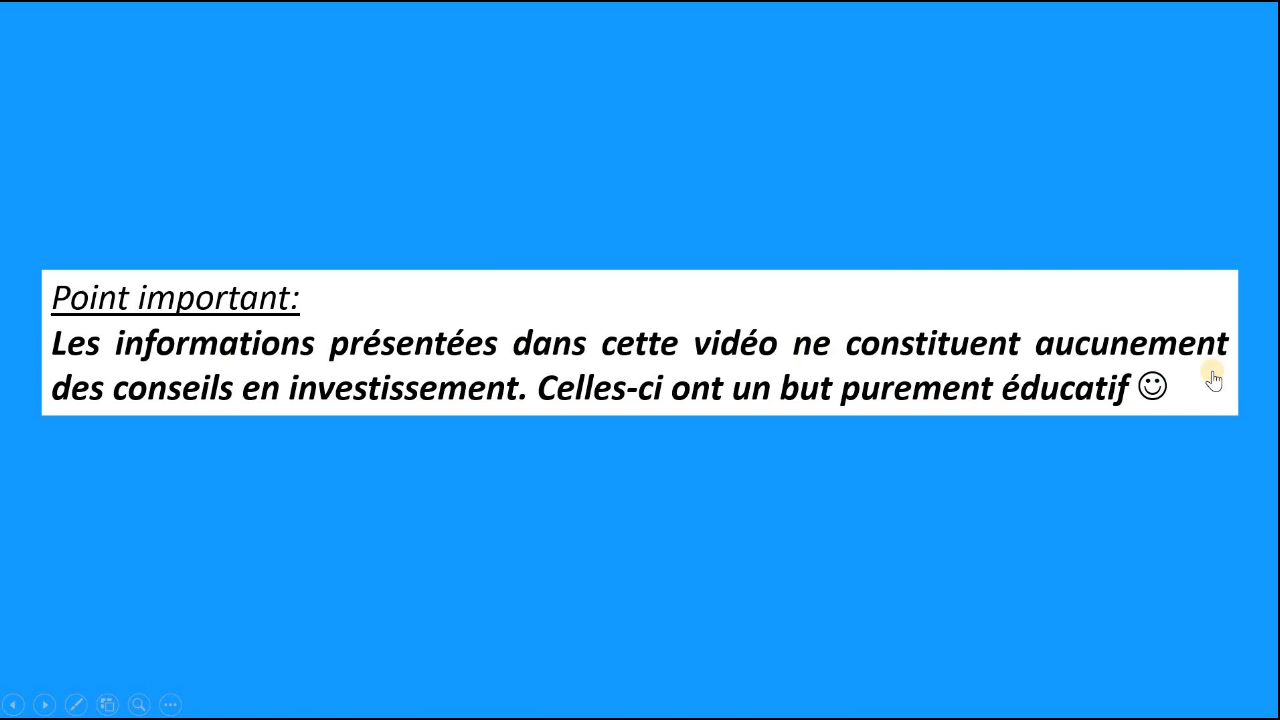 Point important:
Les informations présentées dans cette vidéo ne constituent aucunement
des conseils en investissement. Celles-ci ont un but purement éducatif ☺